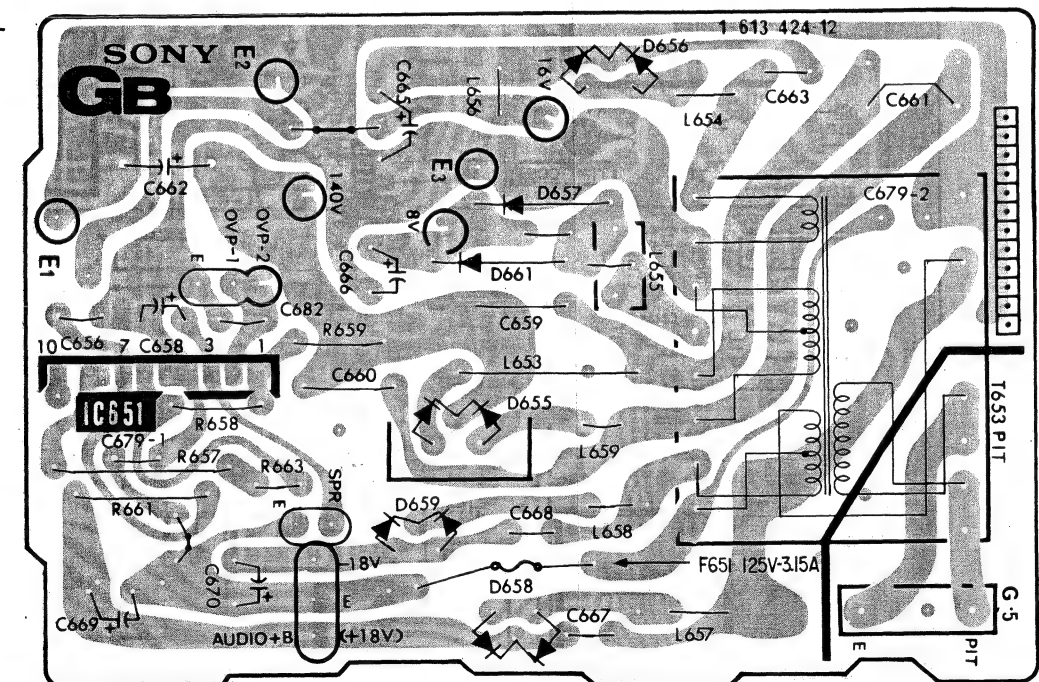 1-613-424-12
SONY
GB
E2
C665
L656
16V
D656
L654
C663
C661
C662
E3
140V
8V
D657
C679-2
E1
OVP-1
OVP-2
E
C666
D661
L655
C682
C659
R659
10
C656
7
C658
3
1
C660
L653
IC651
R658
D655
C679-1
R657
R663
L659
T653 PIT
R661
SPR
E
D659
C668
L658
-18V
F651 125V-3.15A
C670
E
D658
G-5
C669
AUDIO+B
(+18V)
C667
L657
E
PIT